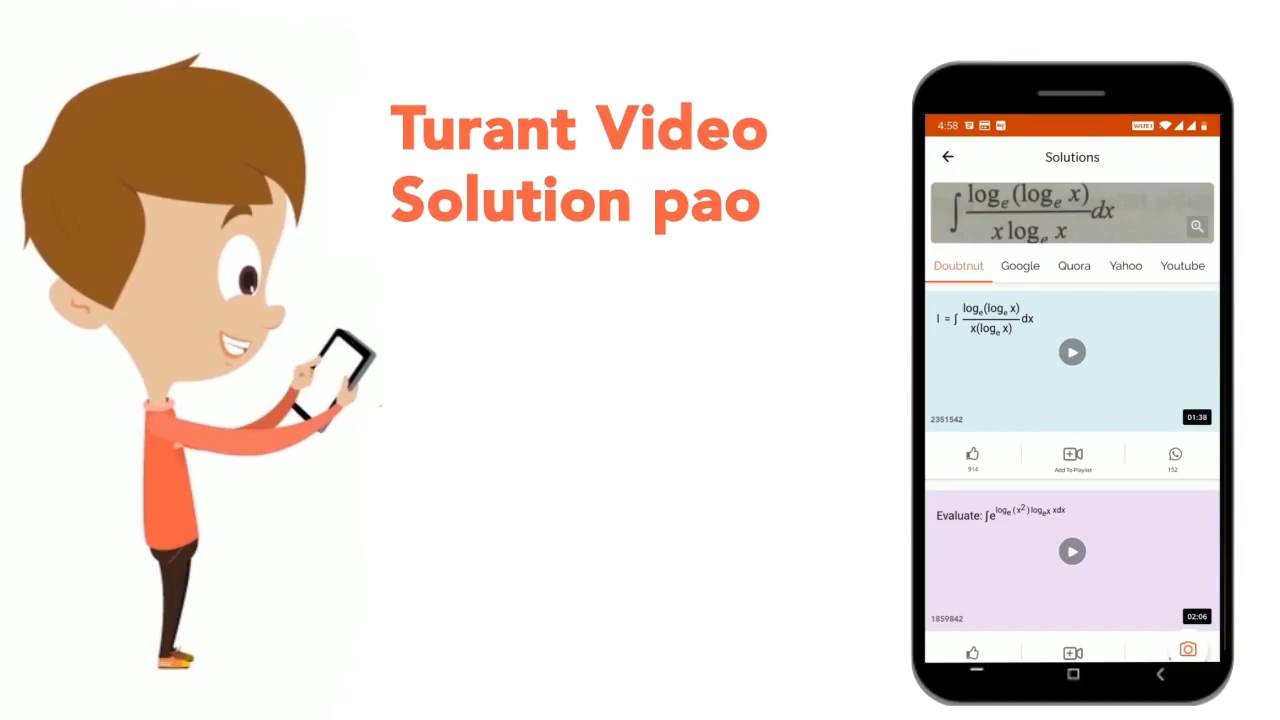 Turant Video
Solution pao
4:58
VoLTE1
Solutions
∫ logₑ(logₑ x) / x logₑ x dx
Doubtnut Google Quora Yahoo Youtube
I = ∫ logₑ(logₑ x) / x(logₑ x) dx
2351542 01:38
914 Add To Playlist 152
Evaluate: ∫e^logₑ(x²)logₑx xdx
1859842 02:06